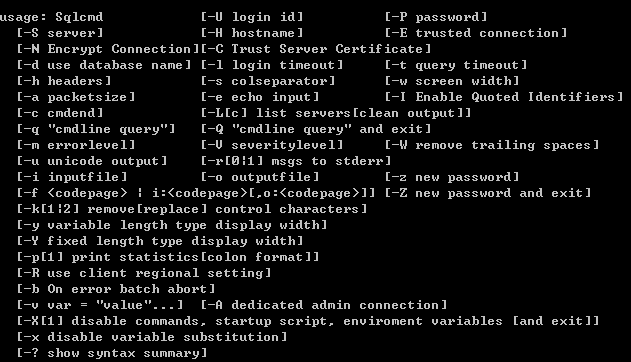 usage: Sqlcmd [-U login id] [-P password]
[-S server] [-H hostname] [-E trusted connection]
[-N Encrypt Connection][-C Trust Server Certificate]
[-d use database name] [-l login timeout] [-t query timeout]
[-h headers] [-s colseparator] [-w screen width]
[-a packetsize] [-e echo input] [-I Enable Quoted Identifiers]
[-c cmdend] [-L[c] list servers[clean output]]
[-q "cmdline query"] [-Q "cmdline query" and exit]
[-m errorlevel] [-V severitylevel] [-W remove trailing spaces]
[-u unicode output] [-r[0|1] msgs to stderr]
[-i inputfile] [-o outputfile] [-z new password]
[-f <codepage> | i:<codepage>[,o:<codepage>]] [-Z new password and exit]
[-k[1|2] remove[replace] control characters]
[-y variable length type display width]
[-Y fixed length type display width]
[-p[1] print statistics[colon format]]
[-R use client regional setting]
[-b On error batch abort]
[-v var = "value"...] [-A dedicated admin connection]
[-X[1] disable commands, startup script, enviroment variables [and exit]]
[-x disable variable substitution]
[-? show syntax summary]